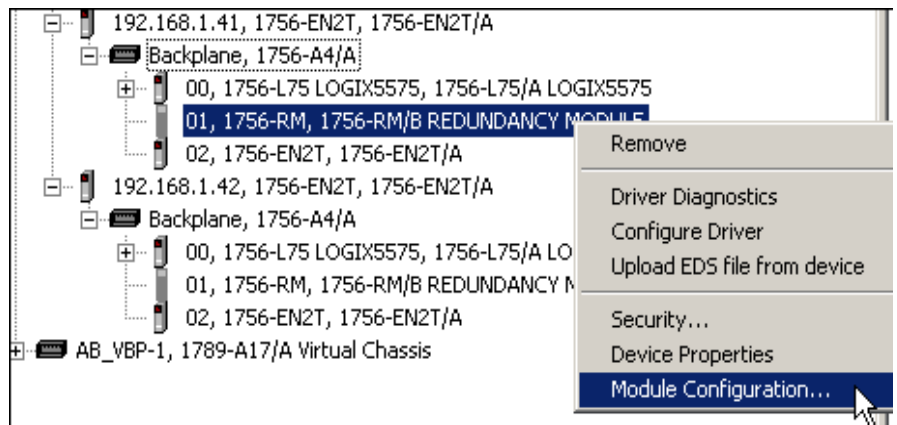 192.168.1.41, 1756-EN2T, 1756-EN2T/A
Backplane, 1756-A4/A
00, 1756-L75 LOGIX5575, 1756-L75/A LOGIX5575
01, 1756-RM, 1756-RM/B REDUNDANCY MODULE
02, 1756-EN2T, 1756-EN2T/A
192.168.1.42, 1756-EN2T, 1756-EN2T/A
Backplane, 1756-A4/A
00, 1756-L75 LOGIX5575, 1756-L75/A LO
01, 1756-RM, 1756-RM/B REDUNDANCY
02, 1756-EN2T, 1756-EN2T/A
AB_VBP-1, 1789-A17/A Virtual Chassis
Remove
Driver Diagnostics
Configure Driver
Upload EDS file from device
Security...
Device Properties
Module Configuration...